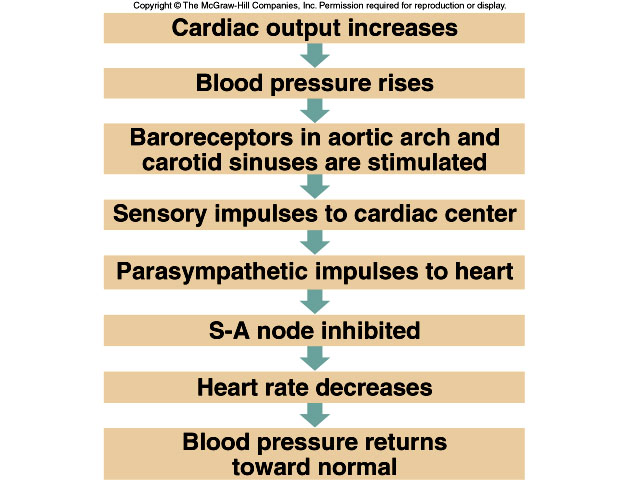 Copyright © The McGraw-Hill Companies, Inc. Permission required for reproduction or display.
Cardiac output increases
Blood pressure rises
Baroreceptors in aortic arch and
carotid sinuses are stimulated
Sensory impulses to cardiac center
Parasympathetic impulses to heart
S-A node inhibited
Heart rate decreases
Blood pressure returns
toward normal